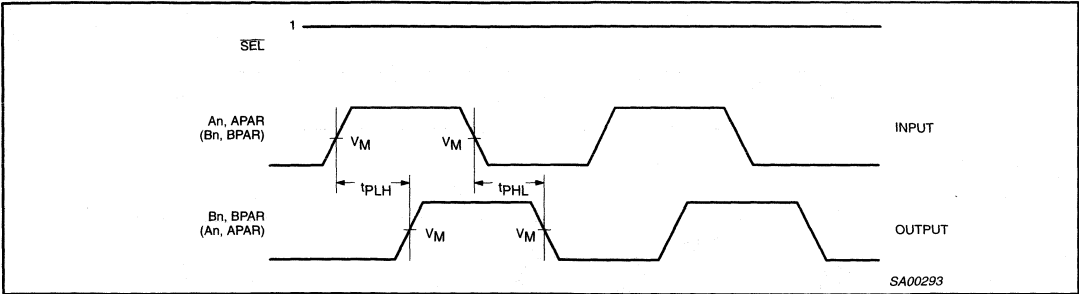 1
SEL
An, APAR
(Bn, BPAR)
VM
VM
INPUT
tPLH
tPHL
Bn, BPAR
(An, APAR)
VM
VM
OUTPUT
SA00293